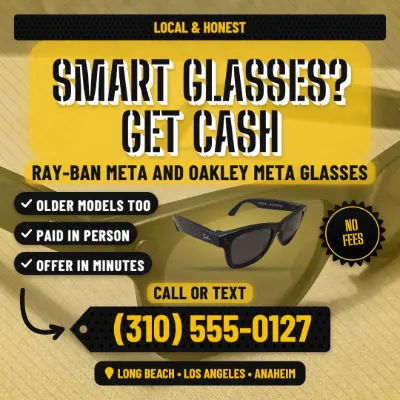 LOCAL & HONEST
SMART GLASSES?
GET CASH
RAY-BAN META AND OAKLEY META GLASSES
OLDER MODELS TOO
PAID IN PERSON
OFFER IN MINUTES
NO
FEES
CALL OR TEXT
(310) 555-0127
LONG BEACH • LOS ANGELES • ANAHEIM